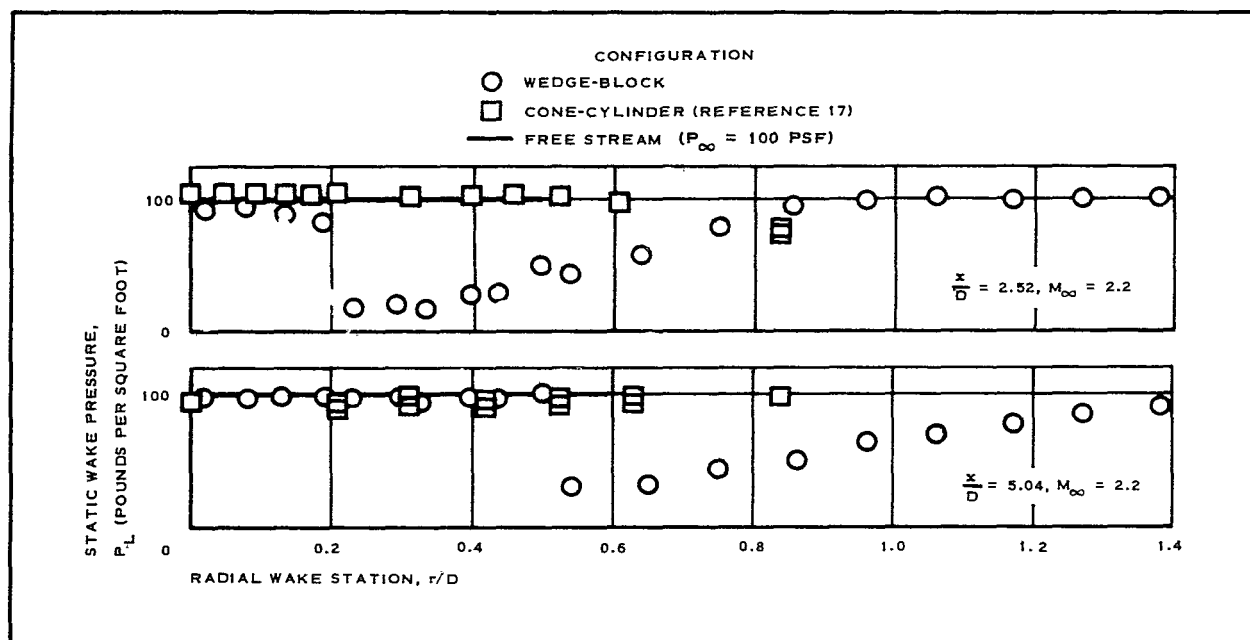 CONFIGURATION
WEDGE-BLOCK
CONE-CYLINDER (REFERENCE 17)
FREE STREAM (P∞ = 100 PSF)
100
0
x/D = 2.52, M∞ = 2.2
100
0
x/D = 5.04, M∞ = 2.2
0.2
0.4
0.6
0.8
1.0
1.2
1.4
STATIC WAKE PRESSURE,
P_L (POUNDS PER SQUARE FOOT)
RADIAL WAKE STATION, r/D